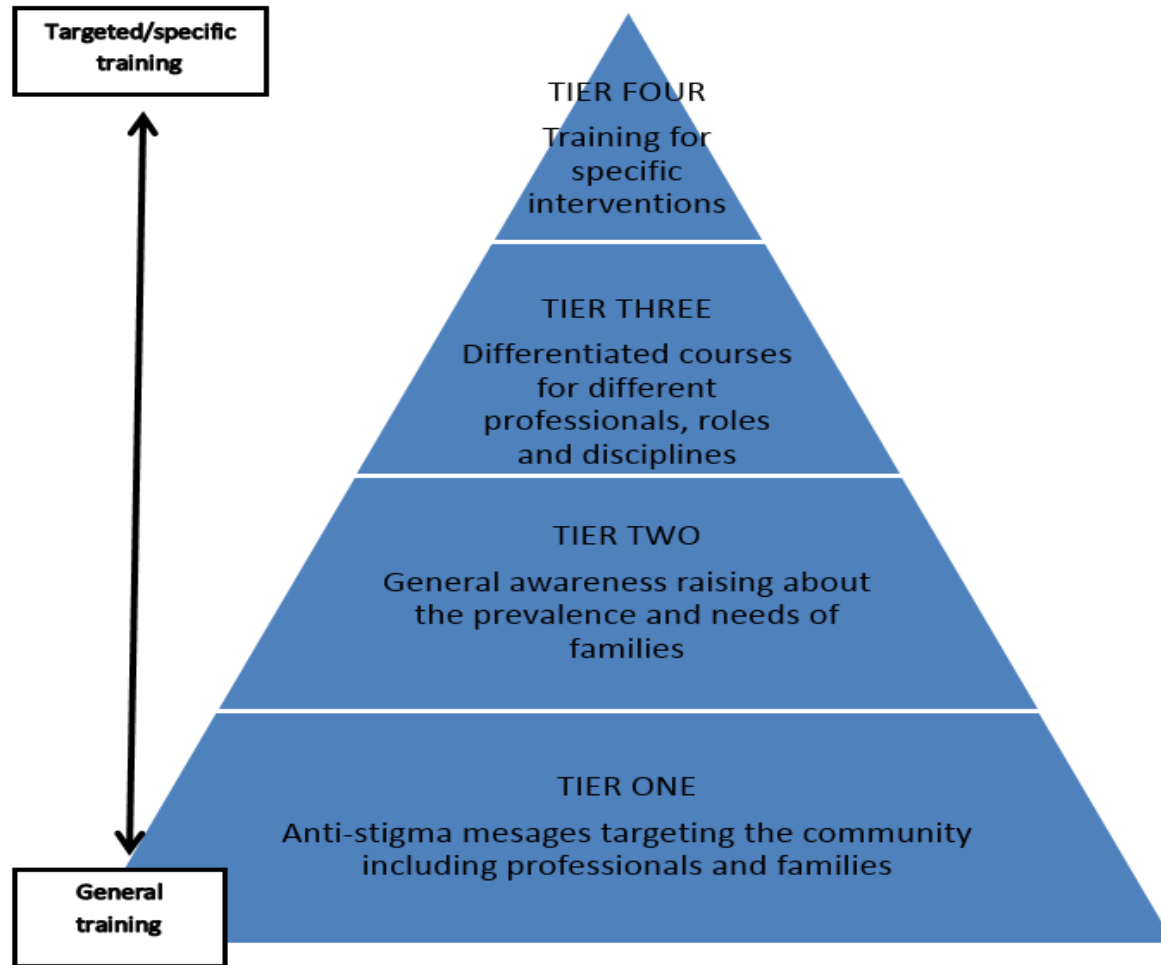 Targeted/specific
training
TIER FOUR
Training for
specific
interventions
TIER THREE
Differentiated courses
for different
professionals, roles
and disciplines
TIER TWO
General awareness raising about
the prevalence and needs of
families
TIER ONE
Anti-stigma mesages targeting the community
including professionals and families
General
training